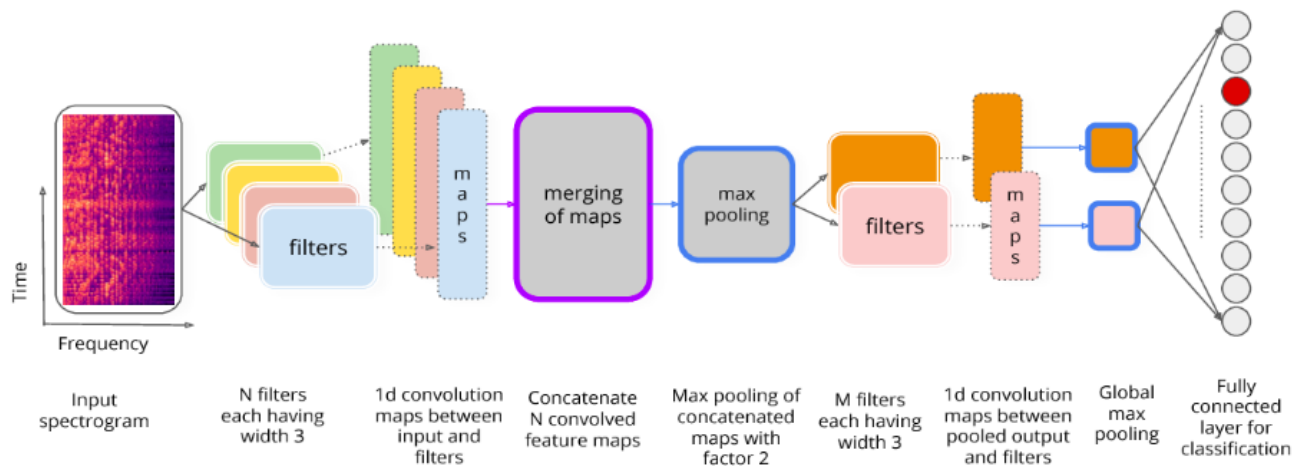 filters
m
a
p
s
merging
of maps
max
pooling
filters
m
a
p
s
Time
Frequency
Input
spectrogram
N filters
each having
width 3
1d convolution
maps between
input and
filters
Concatenate
N convolved
feature maps
Max pooling of
concatenated
maps with
factor 2
M filters
each having
width 3
1d convolution
maps between
pooled output
and filters
Global
max
pooling
Fully
connected
layer for
classification